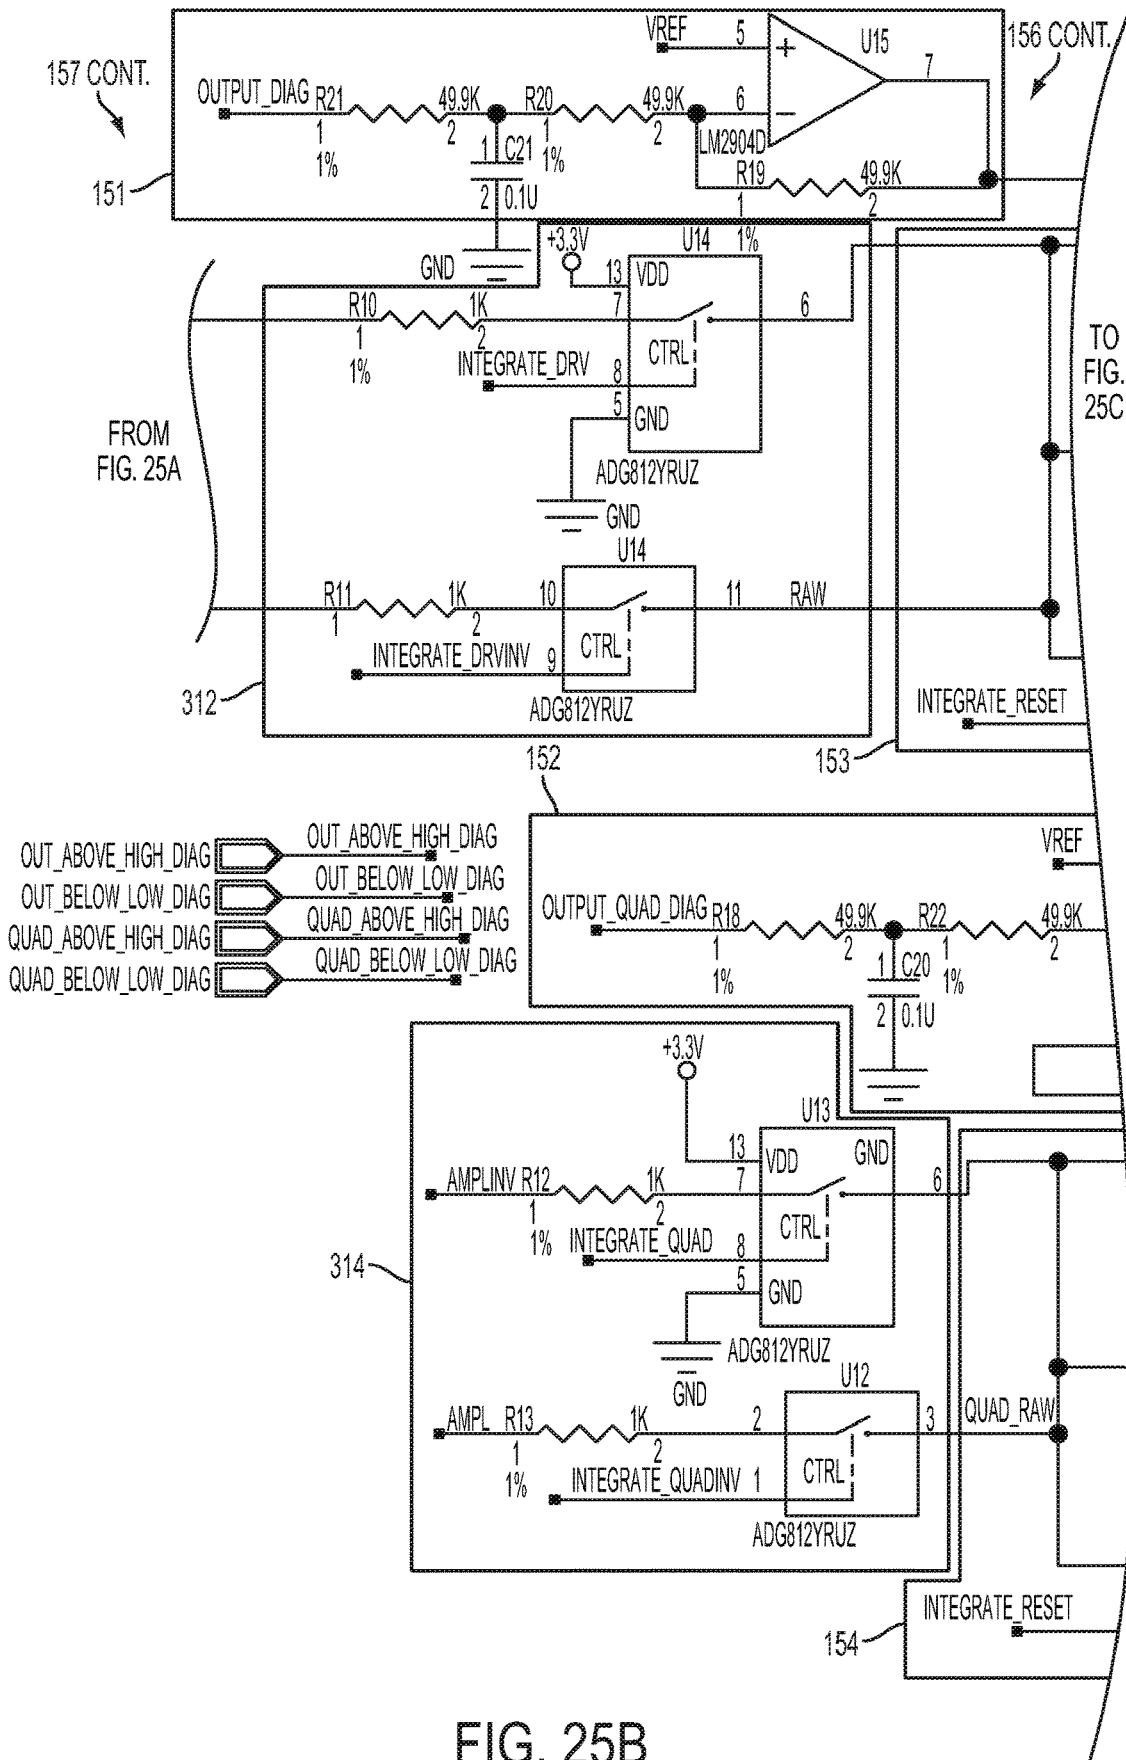 VREF
5
+
U15
156 CONT.
157 CONT.
7
OUTPUT_DIAG
R21
49.9K
R20
49.9K
6
−
1
2
1
2
LM2904D
1%
1
C21
1%
R19
49.9K
151
2
0.1U
1
2
+3.3V
U14
1%
GND
13
VDD
R10
1K
7
6
1
2
CTRL
1%
INTEGRATE_DRV
8
5
GND
TO
FIG.
25C
FROM
FIG. 25A
ADG812YRUZ
GND
U14
R11
1K
10
11
RAW
1
2
CTRL
INTEGRATE_DRVINV
9
312
ADG812YRUZ
INTEGRATE_RESET
152
153
OUT_ABOVE_HIGH_DIAG
OUT_ABOVE_HIGH_DIAG
OUT_BELOW_LOW_DIAG
OUT_BELOW_LOW_DIAG
QUAD_ABOVE_HIGH_DIAG
QUAD_ABOVE_HIGH_DIAG
QUAD_BELOW_LOW_DIAG
QUAD_BELOW_LOW_DIAG
VREF
OUTPUT_QUAD_DIAG
R18
49.9K
R22
49.9K
1
2
1
2
1%
1
C20
1%
2
0.1U
+3.3V
U13
13
VDD
GND
AMPLINV
R12
1K
7
6
1
2
CTRL
1%
INTEGRATE_QUAD
8
314
5
GND
ADG812YRUZ
GND
U12
AMPL
R13
1K
2
3
QUAD_RAW
1
2
CTRL
1%
INTEGRATE_QUADINV
1
ADG812YRUZ
INTEGRATE_RESET
154
FIG. 25B